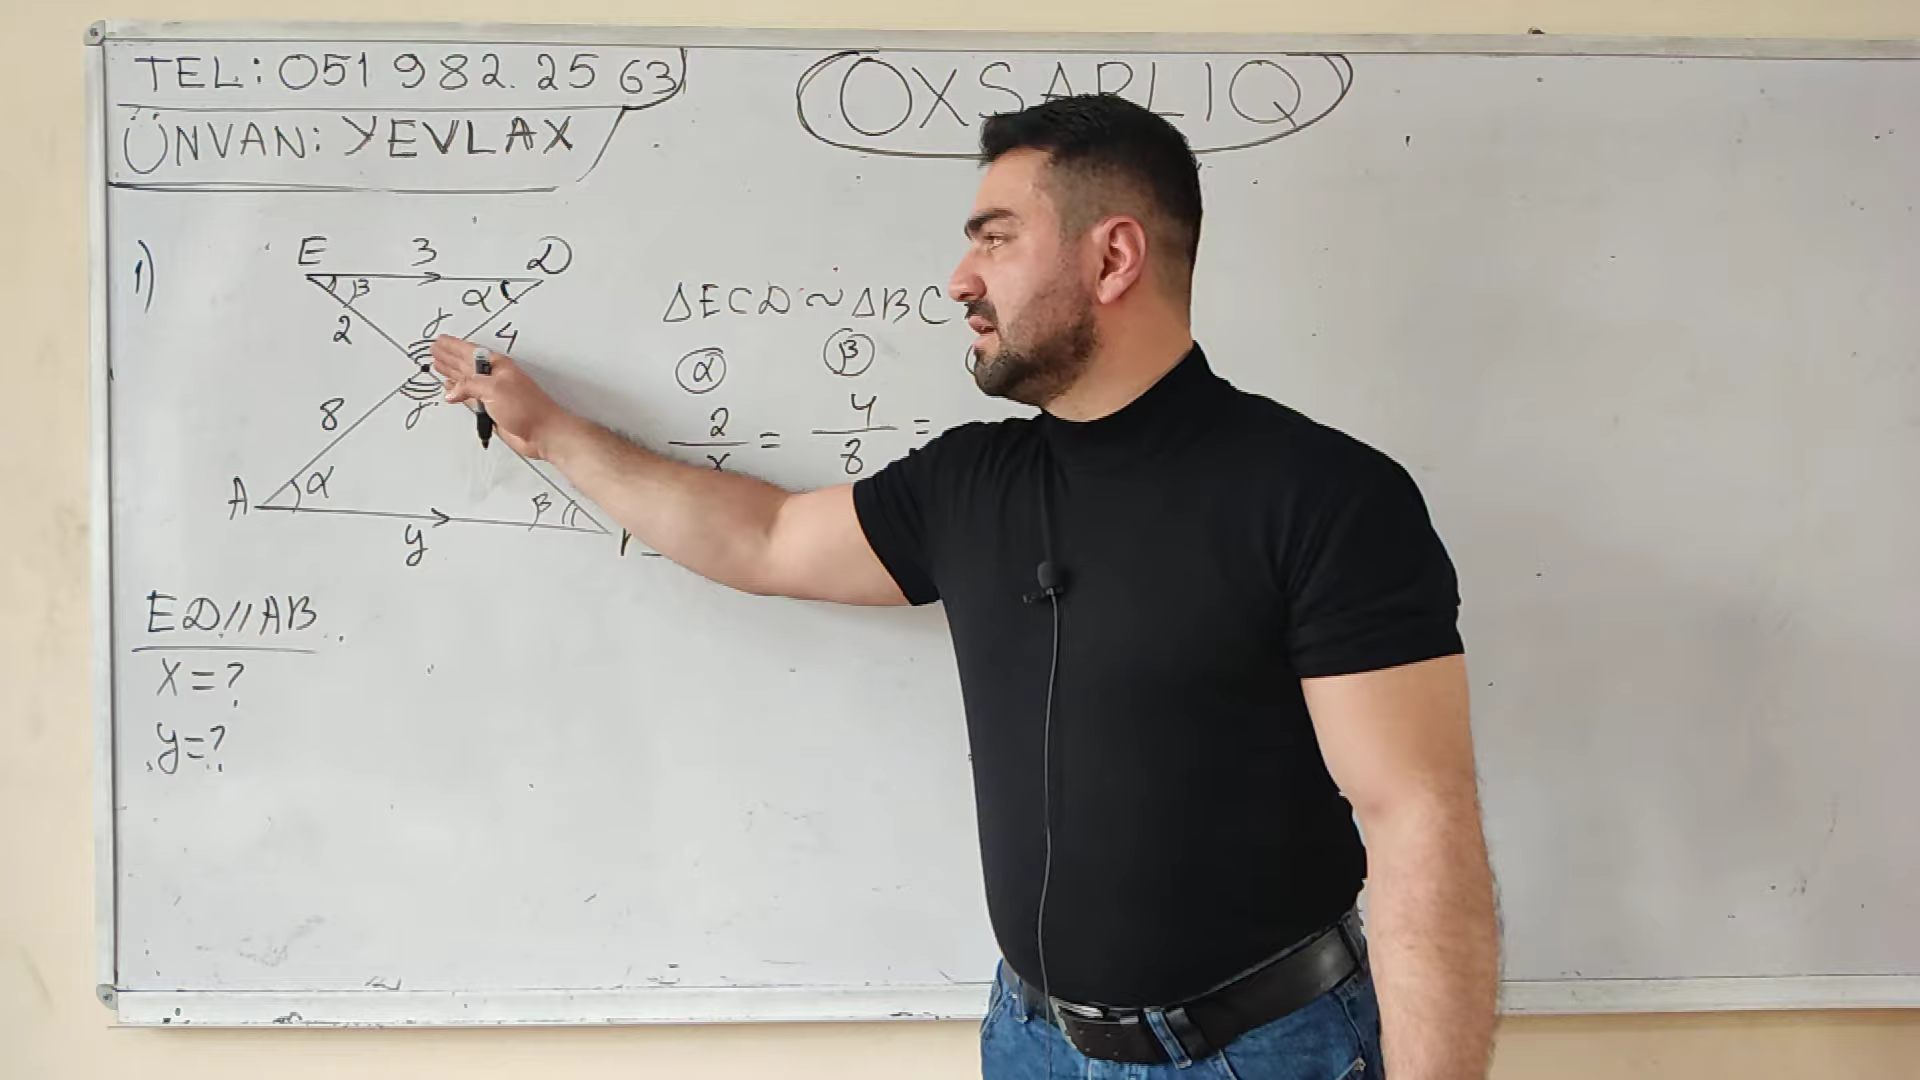 TEL: 051 982.25 63
ÜNVAN: YEVLAX
OXSARLIQ
1)
E 3 D
β α
2 γ 4
8 γ
A α β
y
ΔECD ~ ΔBC
α β
2/x = 4/8 =
ED//AB
x=?
y=?